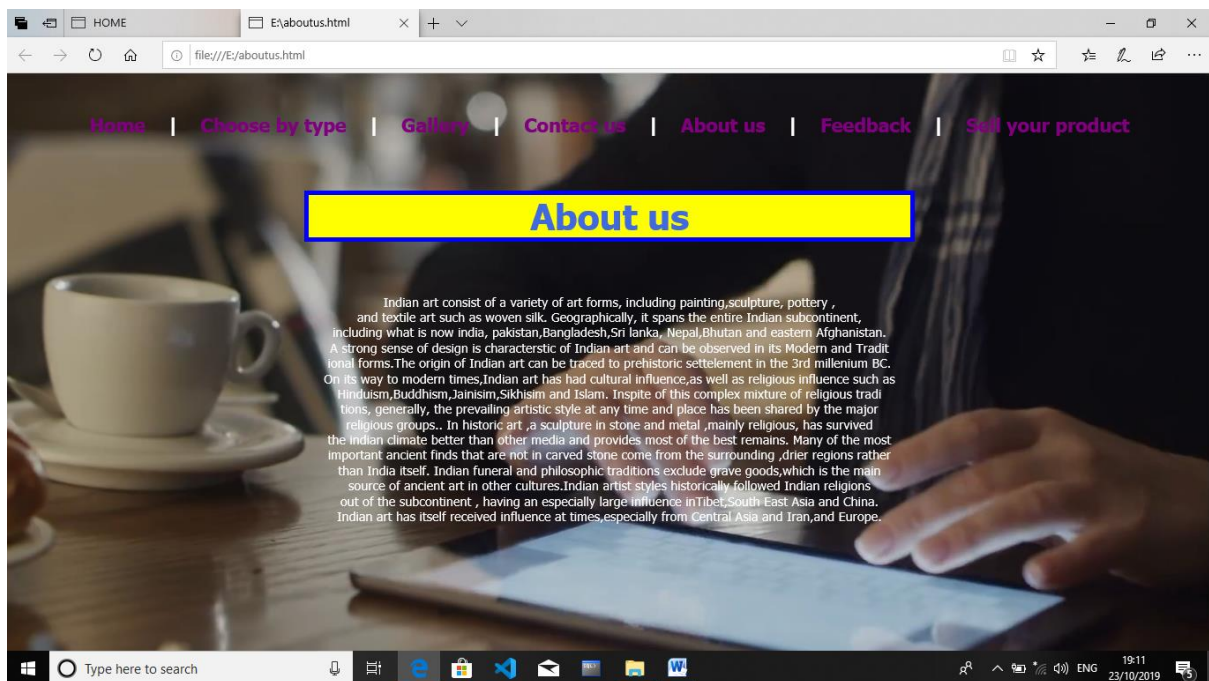 HOME
E:\aboutus.html
file:///E:/aboutus.html
Home | Choose by type | Gallery | Contact us | About us | Feedback | Sell your product
About us
Indian art consist of a variety of art forms, including painting,sculpture, pottery ,
and textile art such as woven silk. Geographically, it spans the entire Indian subcontinent,
including what is now india, pakistan,Bangladesh,Sri lanka, Nepal,Bhutan and eastern Afghanistan.
A strong sense of design is characterstic of Indian art and can be observed in its Modern and Tradit
ional forms.The origin of Indian art can be traced to prehistoric settelement in the 3rd millenium BC.
On its way to modern times,Indian art has had cultural influence,as well as religious influence such as
Hinduism,Buddhism,Jainisim,Sikhisim and Islam. Inspite of this complex mixture of religious tradi
tions, generally, the prevailing artistic style at any time and place has been shared by the major
religious groups.. In historic art ,a sculpture in stone and metal ,mainly religious, has survived
the indian climate better than other media and provides most of the best remains. Many of the most
important ancient finds that are not in carved stone come from the surrounding ,drier regions rather
than India itself. Indian funeral and philosophic traditions exclude grave goods,which is the main
source of ancient art in other cultures.Indian artist styles historically followed Indian religions
out of the subcontinent , having an especially large influence inTibet,South East Asia and China.
Indian art has itself received influence at times,especially from Central Asia and Iran,and Europe.
Type here to search
ENG
19:11
23/10/2019
5